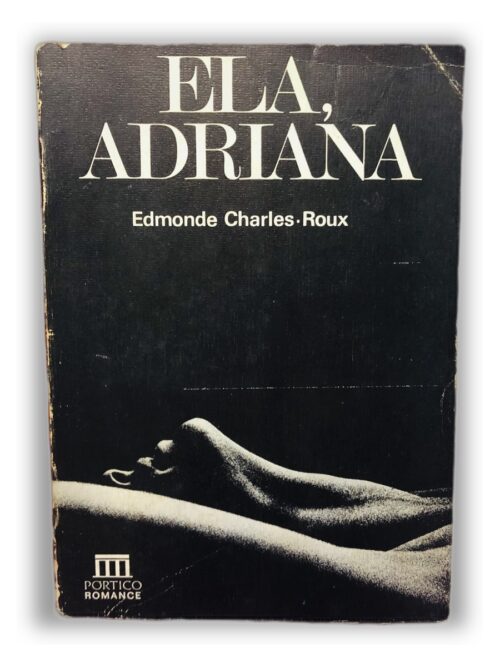 ELA,
ADRIANA
Edmonde Charles-Roux
PORTICO
ROMANCE